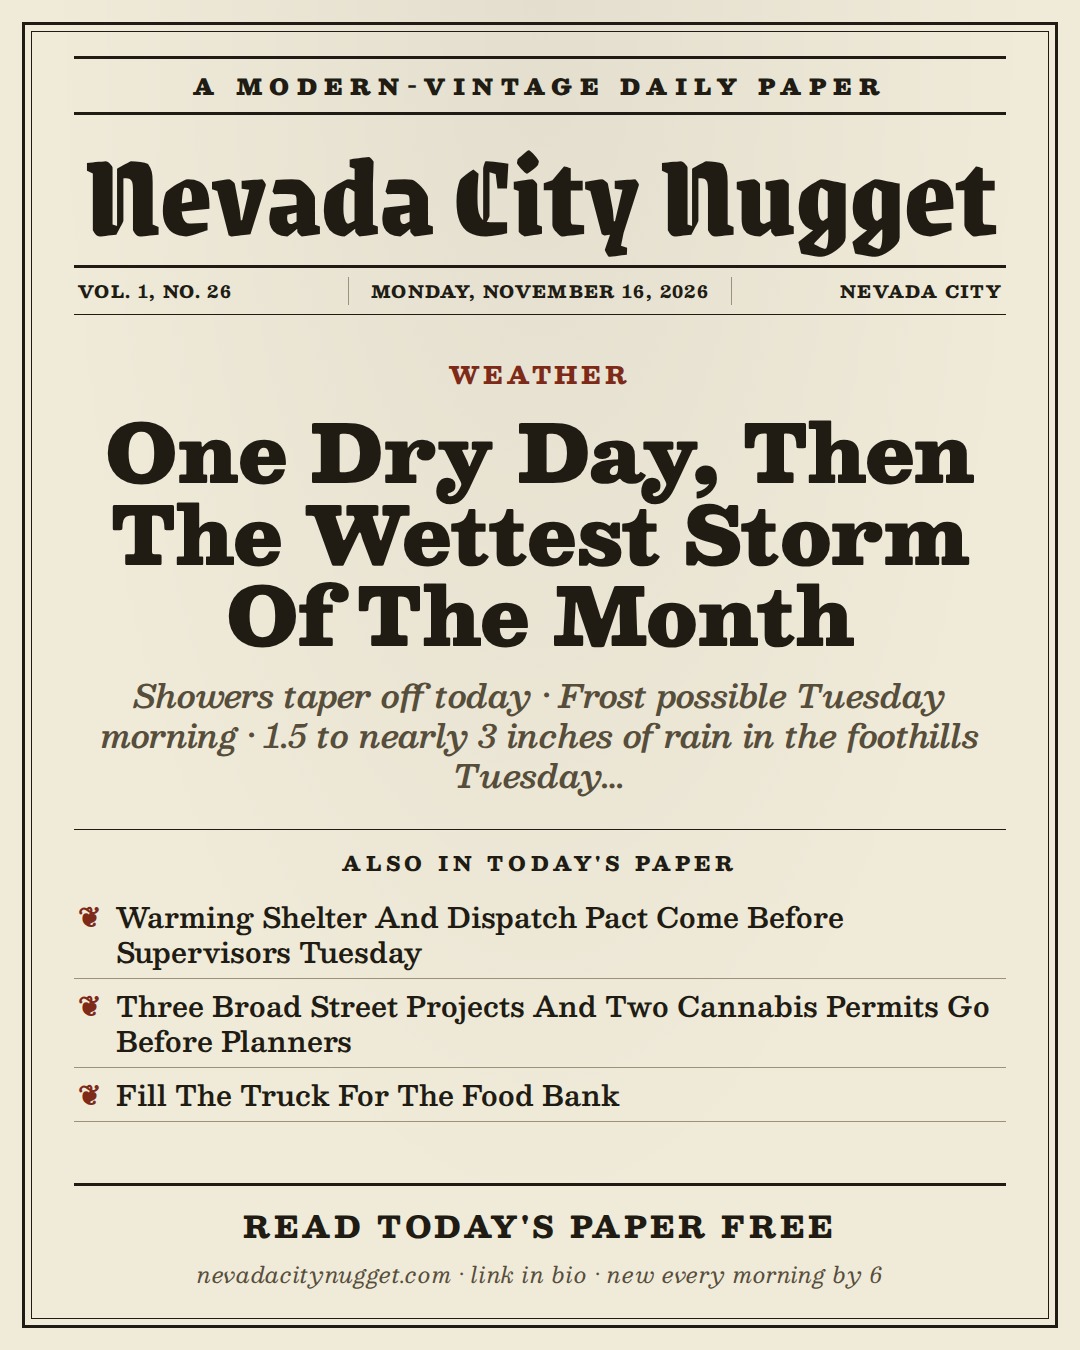 A MODERN-VINTAGE DAILY PAPER
Nevada City Nugget
VOL. 1, NO. 26
MONDAY, NOVEMBER 16, 2026
NEVADA CITY
WEATHER
One Dry Day, Then
The Wettest Storm
Of The Month
Showers taper off today · Frost possible Tuesday
morning · 1.5 to nearly 3 inches of rain in the foothills
Tuesday...
ALSO IN TODAY'S PAPER
❦ Warming Shelter And Dispatch Pact Come Before
Supervisors Tuesday
❦ Three Broad Street Projects And Two Cannabis Permits Go
Before Planners
❦ Fill The Truck For The Food Bank
READ TODAY'S PAPER FREE
nevadacitynugget.com · link in bio · new every morning by 6